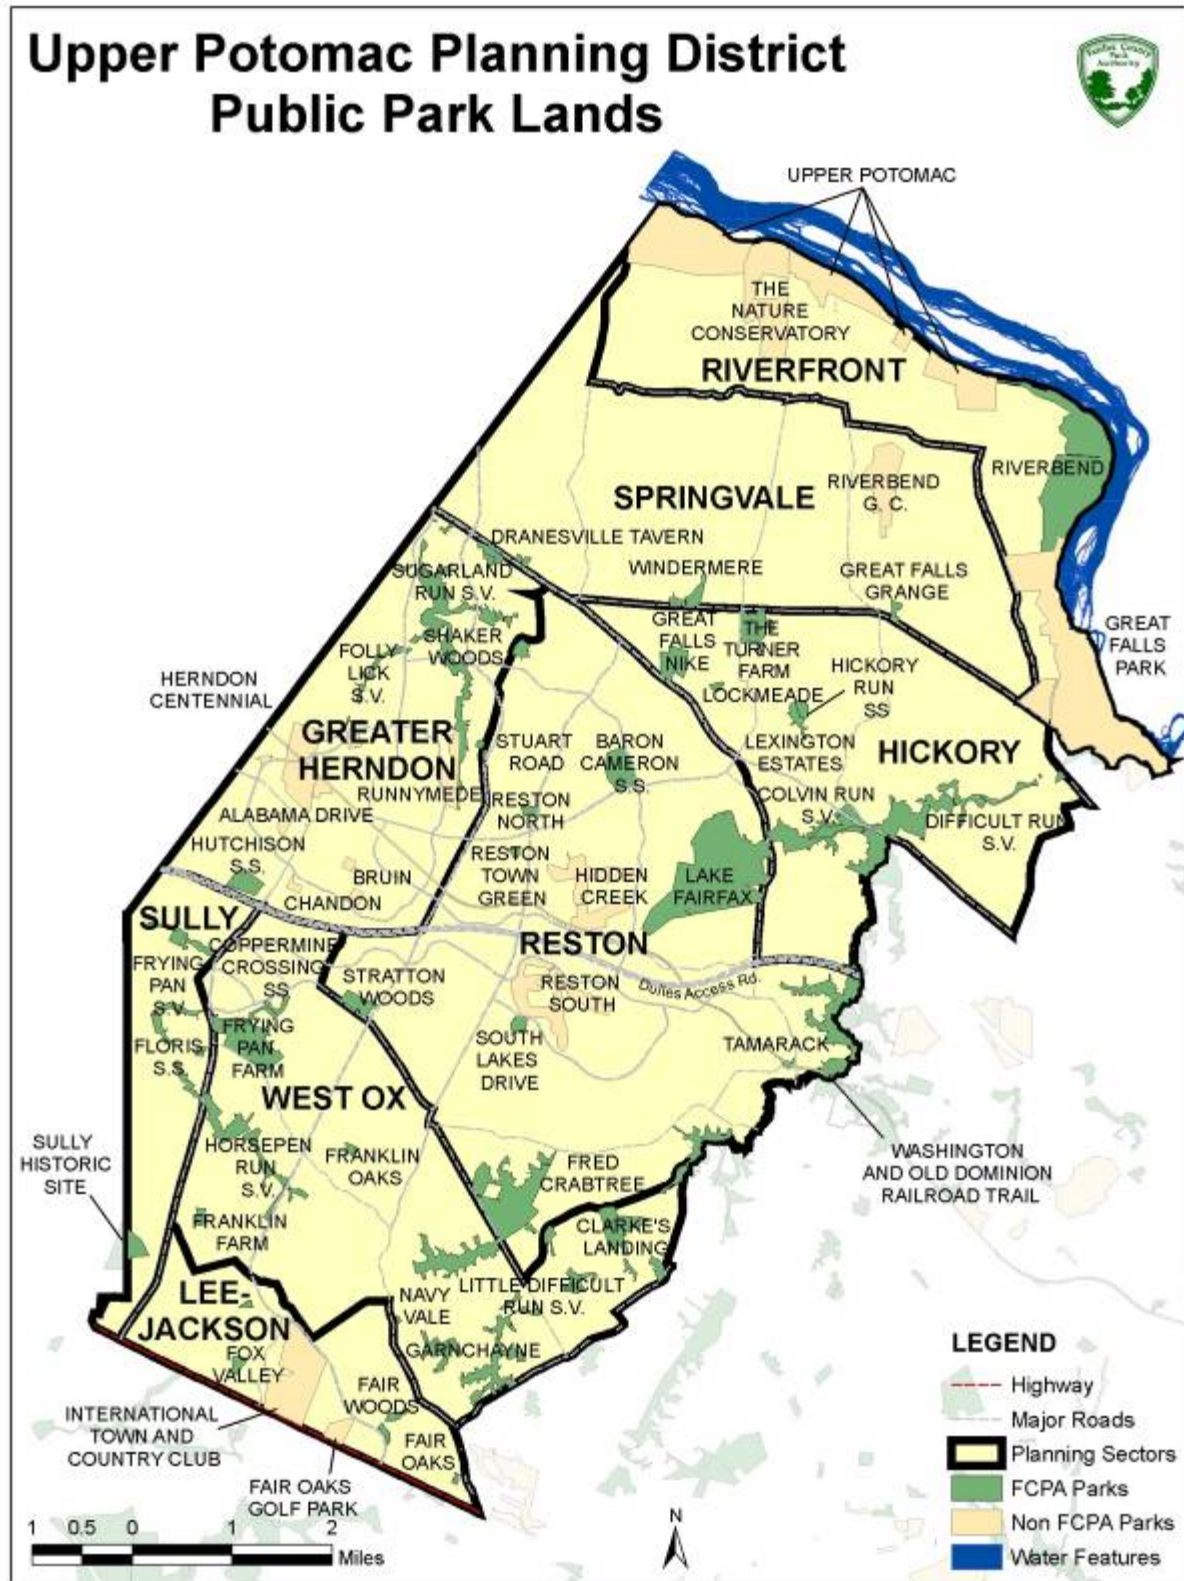 Upper Potomac Planning District
Public Park Lands
Fairfax County
Park
Authority
UPPER POTOMAC
THE
NATURE
CONSERVATORY
RIVERFRONT
RIVERBEND
SPRINGVALE
RIVERBEND
G. C.
DRANESVILLE TAVERN
WINDERMERE
GREAT FALLS
GRANGE
SUGARLAND
RUN S.V.
GREAT
FALLS
NIKE
THE
TURNER
FARM
GREAT
FALLS
PARK
SHAKER
WOODS
FOLLY
LICK
S.V.
HICKORY
RUN
SS
HERNDON
CENTENNIAL
LOCKMEADE
GREATER
HERNDON
STUART
ROAD
BARON
CAMERON
S.S.
LEXINGTON
ESTATES
HICKORY
RUNNYMEDE
RESTON
NORTH
COLVIN RUN
S.V.
ALABAMA DRIVE
DIFFICULT RUN
S.V.
HUTCHISON
S.S.
RESTON
TOWN
GREEN
BRUIN
HIDDEN
CREEK
LAKE
FAIRFAX
CHANDON
SULLY
COPPERMINE
CROSSING
SS
RESTON
FRYING
PAN
S.V.
STRATTON
WOODS
RESTON
SOUTH
Dulles Access Rd.
FRYING
PAN
FARM
FLORIS
S.S.
SOUTH
LAKES
DRIVE
TAMARACK
WEST OX
SULLY
HISTORIC
SITE
HORSEPEN
RUN
S.V.
FRANKLIN
OAKS
FRED
CRABTREE
WASHINGTON
AND OLD DOMINION
RAILROAD TRAIL
FRANKLIN
FARM
CLARKE'S
LANDING
LEE-
JACKSON
NAVY
VALE
LITTLE DIFFICULT
RUN S.V.
FOX
VALLEY
GARNCHAYNE
FAIR
WOODS
INTERNATIONAL
TOWN AND
COUNTRY CLUB
FAIR
OAKS
FAIR OAKS
GOLF PARK
LEGEND
Highway
Major Roads
Planning Sectors
FCPA Parks
Non FCPA Parks
Water Features
1 0.5 0 1 2
Miles
N